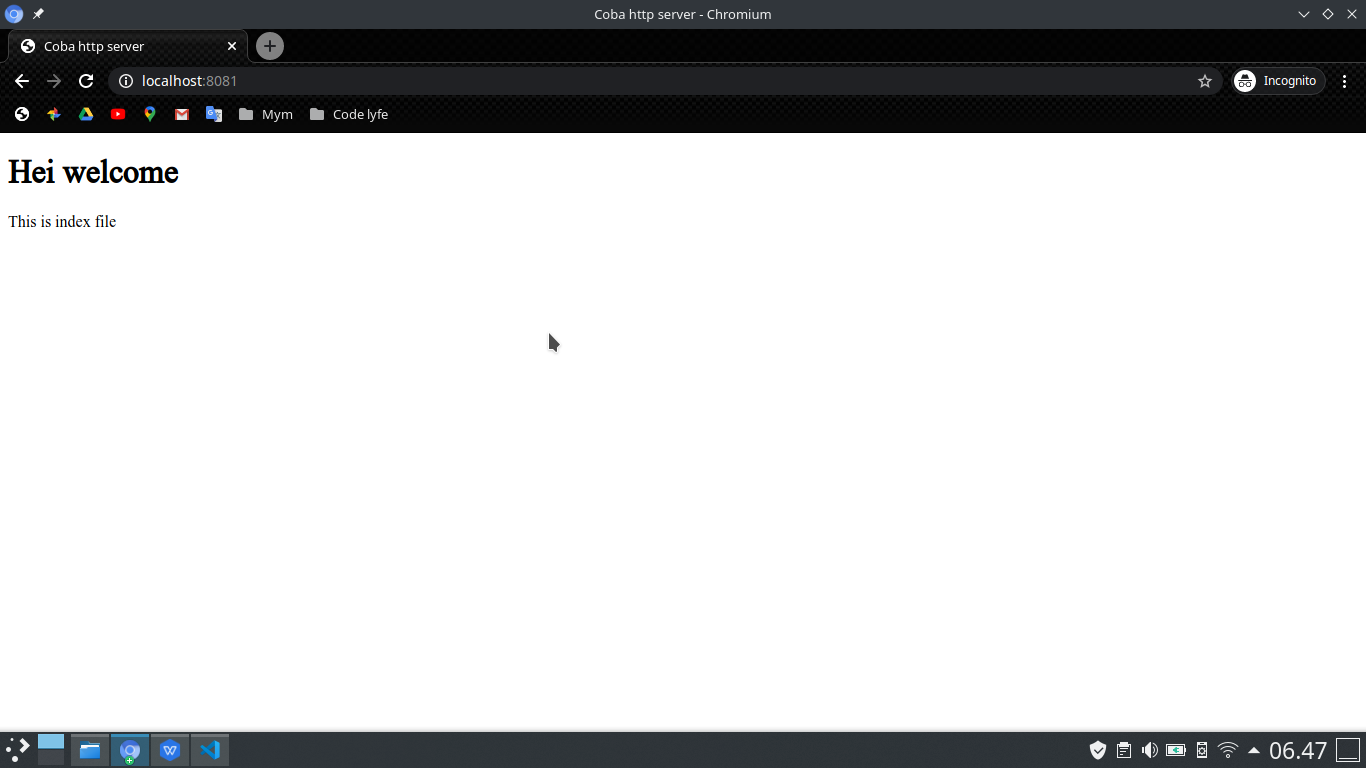 Coba http server - Chromium
Coba http server
localhost:8081
Incognito
Mym
Code lyfe
Hei welcome
This is index file
06.47